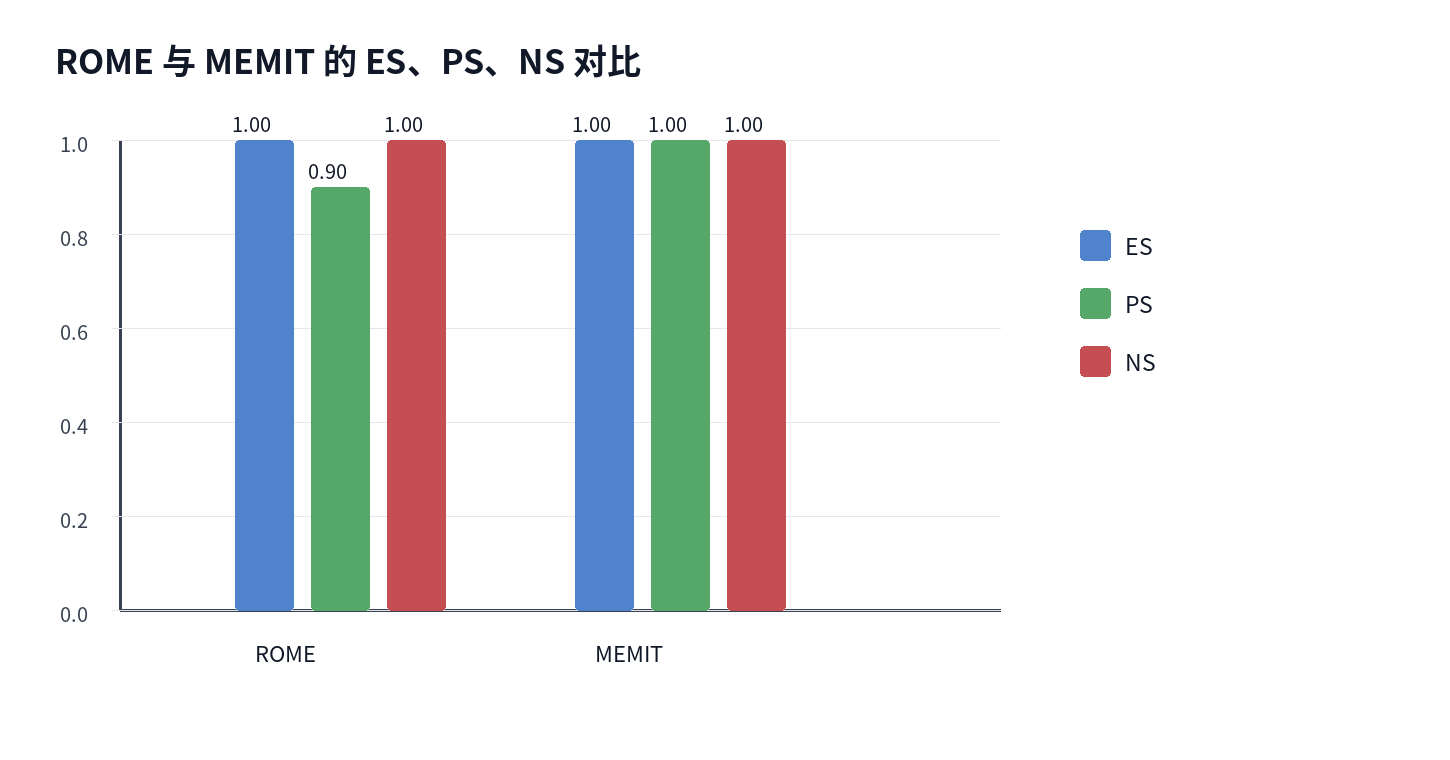 ROME 与 MEMIT 的 ES、PS、NS 对比
1.00 1.00 1.00 1.00 1.00
0.90
1.0
0.8
0.6
0.4
0.2
0.0
ROME MEMIT
ES
PS
NS